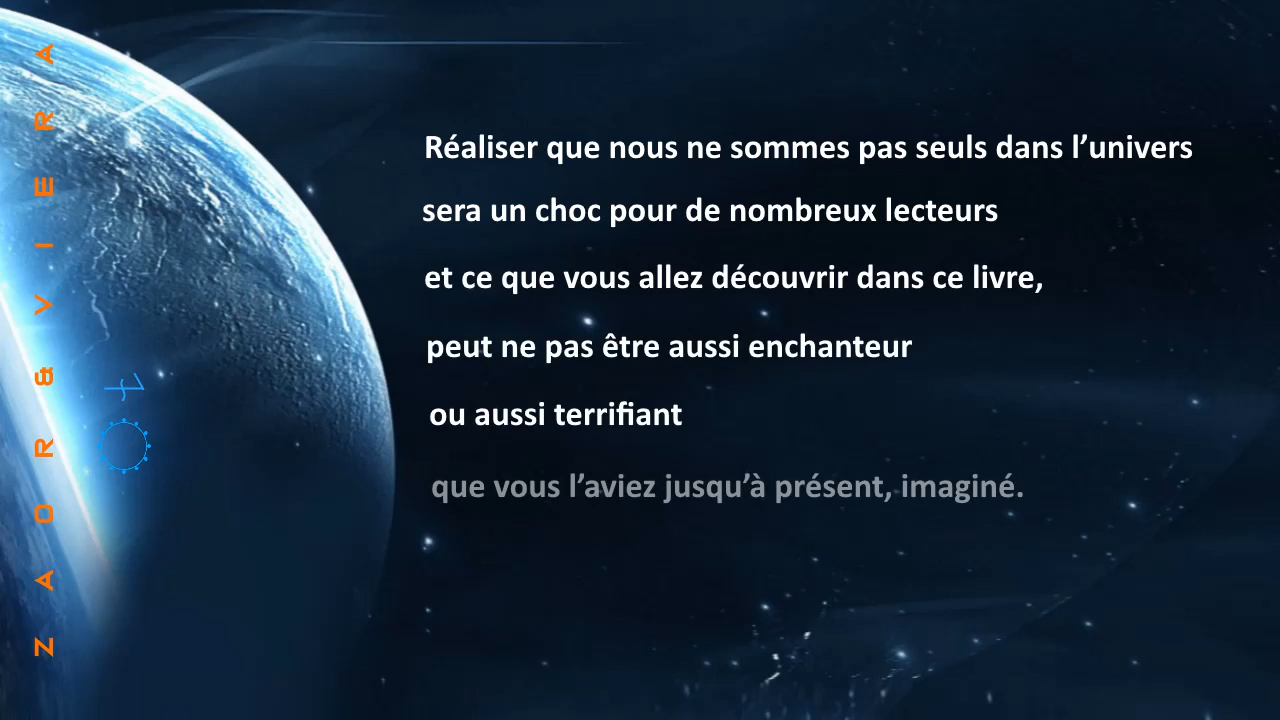 ZAOR & VIERA
Réaliser que nous ne sommes pas seuls dans l’univers
sera un choc pour de nombreux lecteurs
et ce que vous allez découvrir dans ce livre,
peut ne pas être aussi enchanteur
ou aussi terrifiant
que vous l’aviez jusqu’à présent, imaginé.